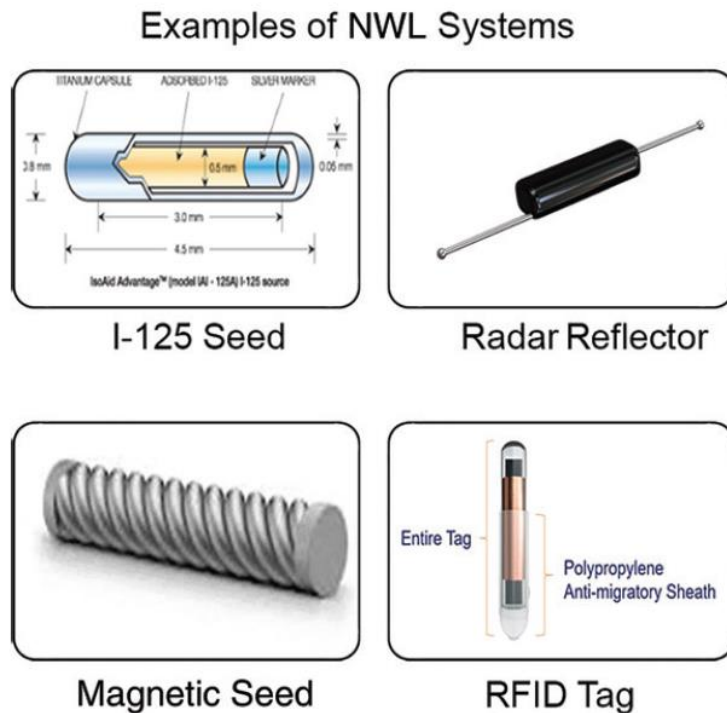 Examples of NWL Systems
TITANIUM CAPSULE ADSORBED I-125 SILVER MARKER
0.8 mm 0.5 mm 0.05 mm
3.0 mm
4.5 mm
IsoAid Advantage™ (model IAI - 125A) I-125 source
I-125 Seed
Radar Reflector
Entire Tag
Polypropylene
Anti-migratory Sheath
Magnetic Seed
RFID Tag